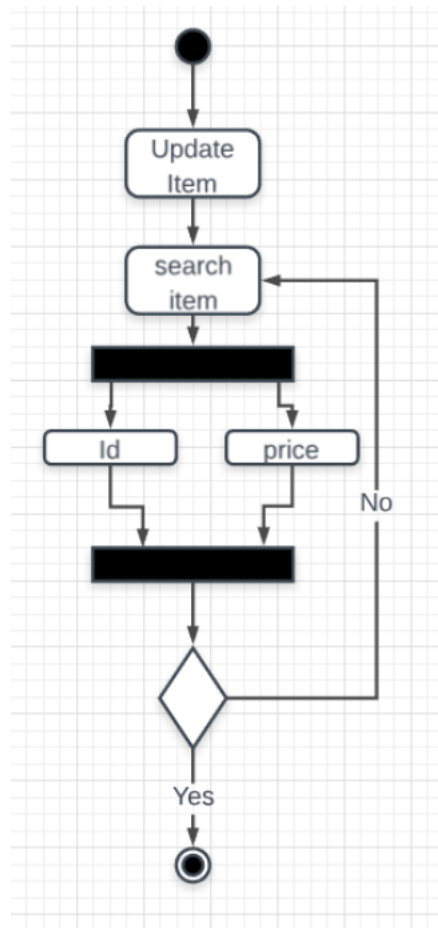 Update
Item
search
item
Id
price
No
Yes